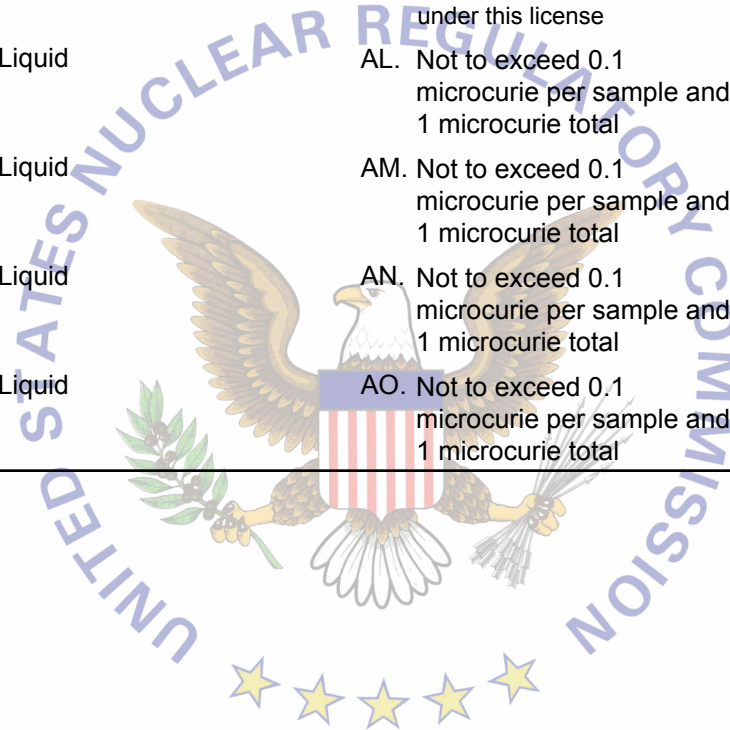 under this license
Liquid AL. Not to exceed 0.1
microcurie per sample and
1 microcurie total
Liquid AM. Not to exceed 0.1
microcurie per sample and
1 microcurie total
Liquid AN. Not to exceed 0.1
microcurie per sample and
1 microcurie total
Liquid AO. Not to exceed 0.1
microcurie per sample and
1 microcurie total
UNITED STATES NUCLEAR REGULATORY COMMISSION